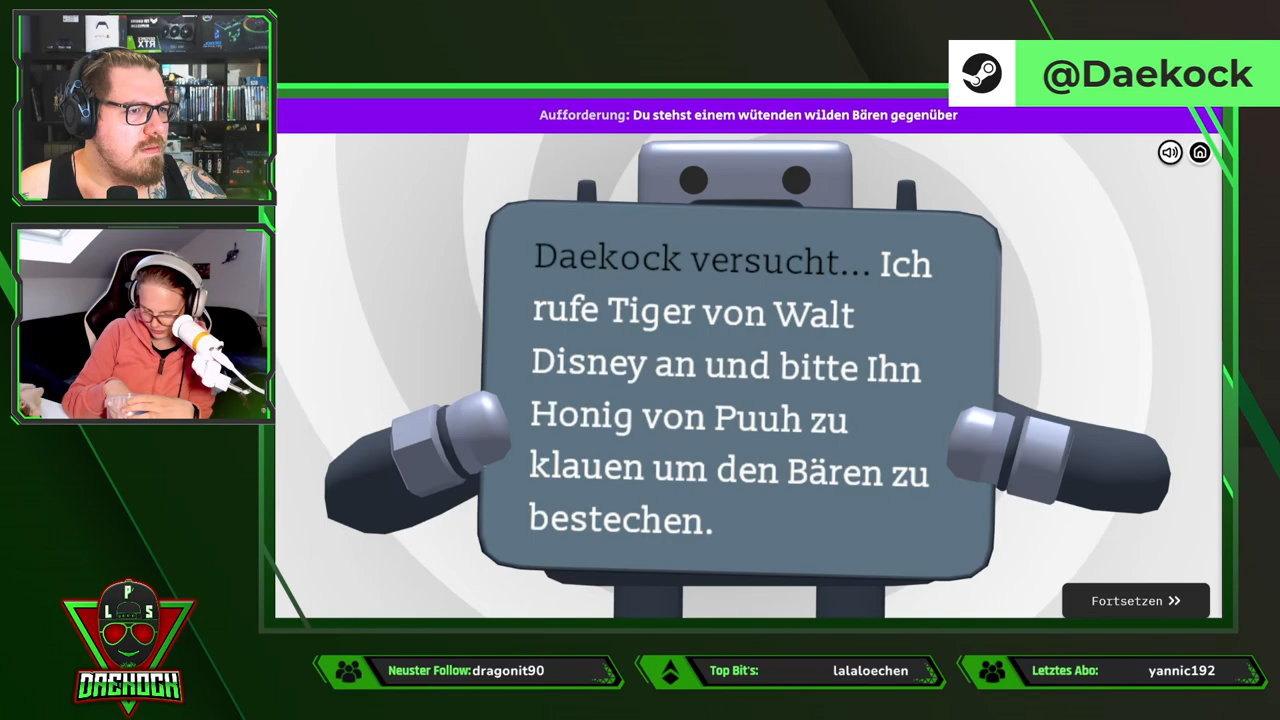 @Daekock
Aufforderung: Du stehst einem wütenden wilden Bären gegenüber
Daekock versucht... Ich
rufe Tiger von Walt
Disney an und bitte Ihn
Honig von Puuh zu
klauen um den Bären zu
bestechen.
Fortsetzen
RTX
L P S
DAEKOCK
Neuster Follow: dragonit90
Top Bit's: lalaloechen
Letztes Abo: yannic192